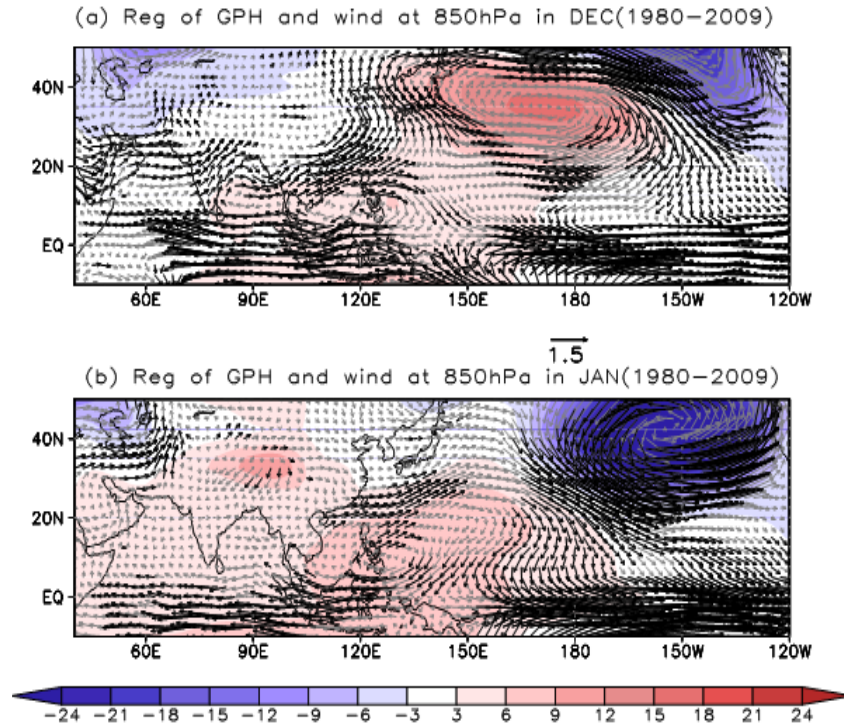 (a) Reg of GPH and wind at 850hPa in DEC(1980−2009)
40N
20N
EQ
60E 90E 120E 150E 180 150W 120W
1.5
(b) Reg of GPH and wind at 850hPa in JAN(1980−2009)
40N
20N
EQ
60E 90E 120E 150E 180 150W 120W
−24 −21 −18 −15 −12 −9 −6 −3 3 6 9 12 15 18 21 24